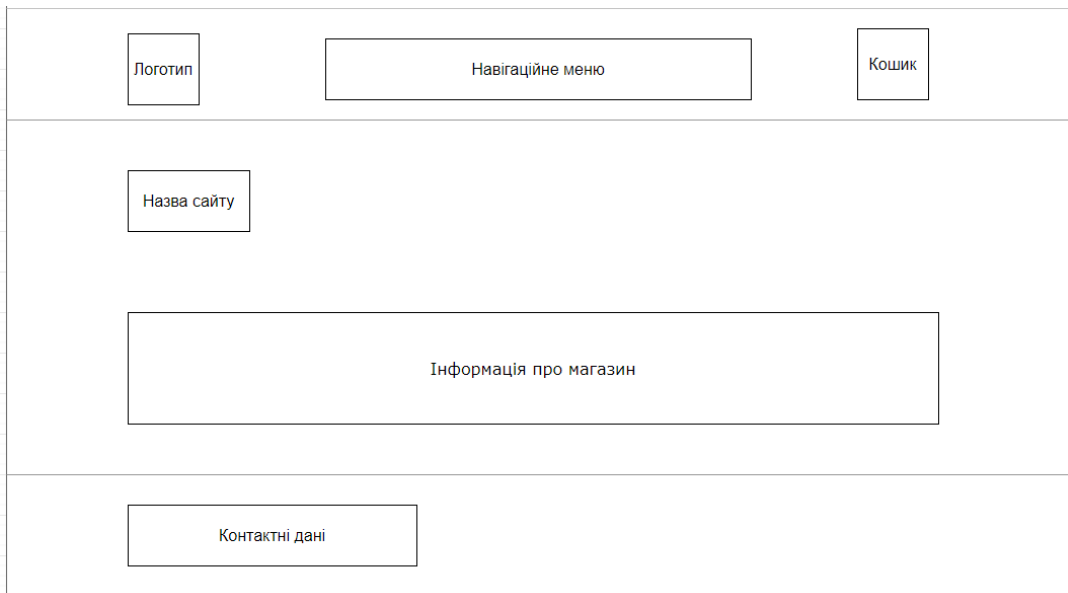 Логотип
Навігаційне меню
Кошик
Назва сайту
Інформація про магазин
Контактні дані